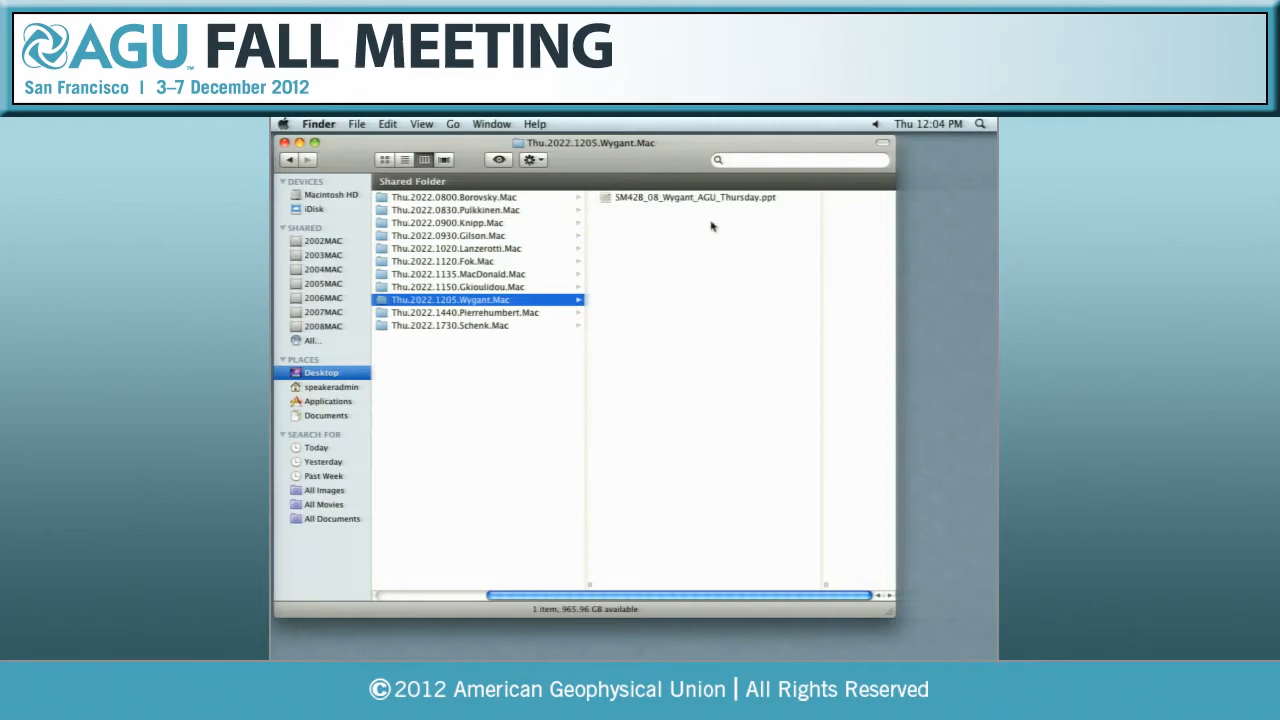 AGU™ FALL MEETING
San Francisco | 3–7 December 2012
Finder File Edit View Go Window Help Thu 12:04 PM
Thu.2022.1205.Wygant.Mac
DEVICES
Macintosh HD
iDisk
SHARED
2002MAC
2003MAC
2004MAC
2005MAC
2006MAC
2007MAC
2008MAC
All...
PLACES
Desktop
speakeradmin
Applications
Documents
SEARCH FOR
Today
Yesterday
Past Week
All Images
All Movies
All Documents
Shared Folder
Thu.2022.0800.Borovsky.Mac
Thu.2022.0830.Pulkkinen.Mac
Thu.2022.0900.Knipp.Mac
Thu.2022.0930.Gilson.Mac
Thu.2022.1020.Lanzerotti.Mac
Thu.2022.1120.Fok.Mac
Thu.2022.1135.MacDonald.Mac
Thu.2022.1150.Gkioulidou.Mac
Thu.2022.1205.Wygant.Mac
Thu.2022.1440.Pierrehumbert.Mac
Thu.2022.1730.Schenk.Mac
SM42B_08_Wygant_AGU_Thursday.ppt
1 item, 965.96 GB available
©2012 American Geophysical Union | All Rights Reserved